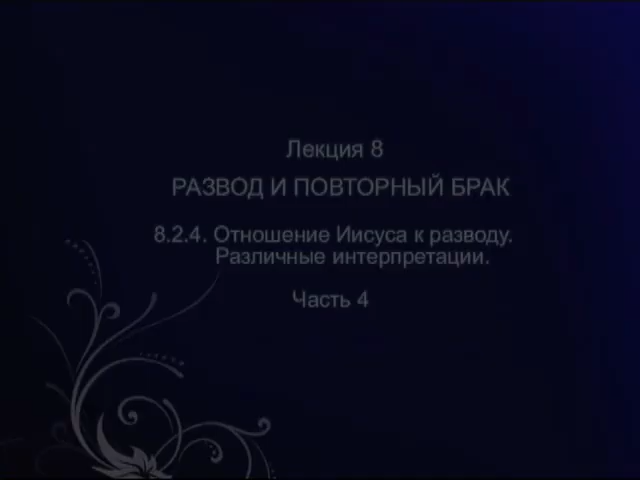 Лекция 8
РАЗВОД И ПОВТОРНЫЙ БРАК
8.2.4. Отношение Иисуса к разводу.
Различные интерпретации.
Часть 4